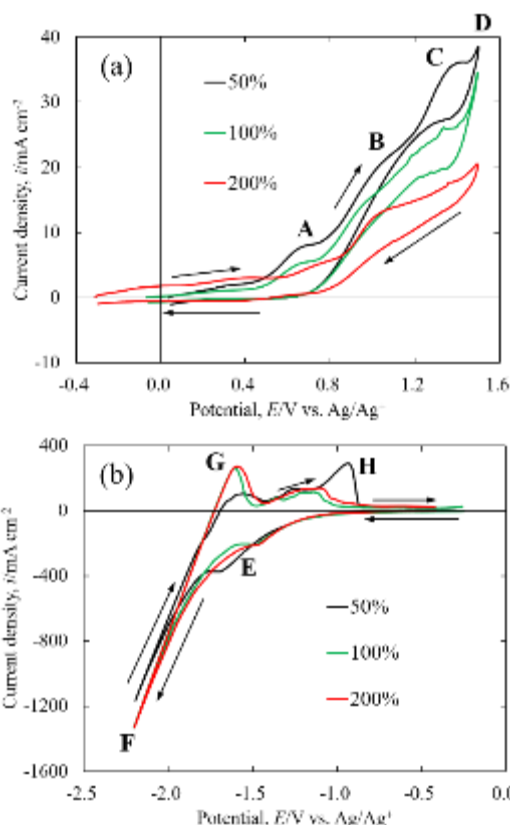 D
40
(a)
C
50%
30
100%
B
20
200%
A
10
0
-10
-0.4
0.0
0.4
0.8
1.2
1.6
Current density, i/mA cm-2
Potential, E/V vs. Ag/Ag+
400
(b)
G
H
0
E
-400
50%
-800
100%
-1200
F
200%
-1600
-2.5
-2.0
-1.5
-1.0
-0.5
0.0
Current density, i/mA cm-2
Potential, E/V vs. Ag/Ag+